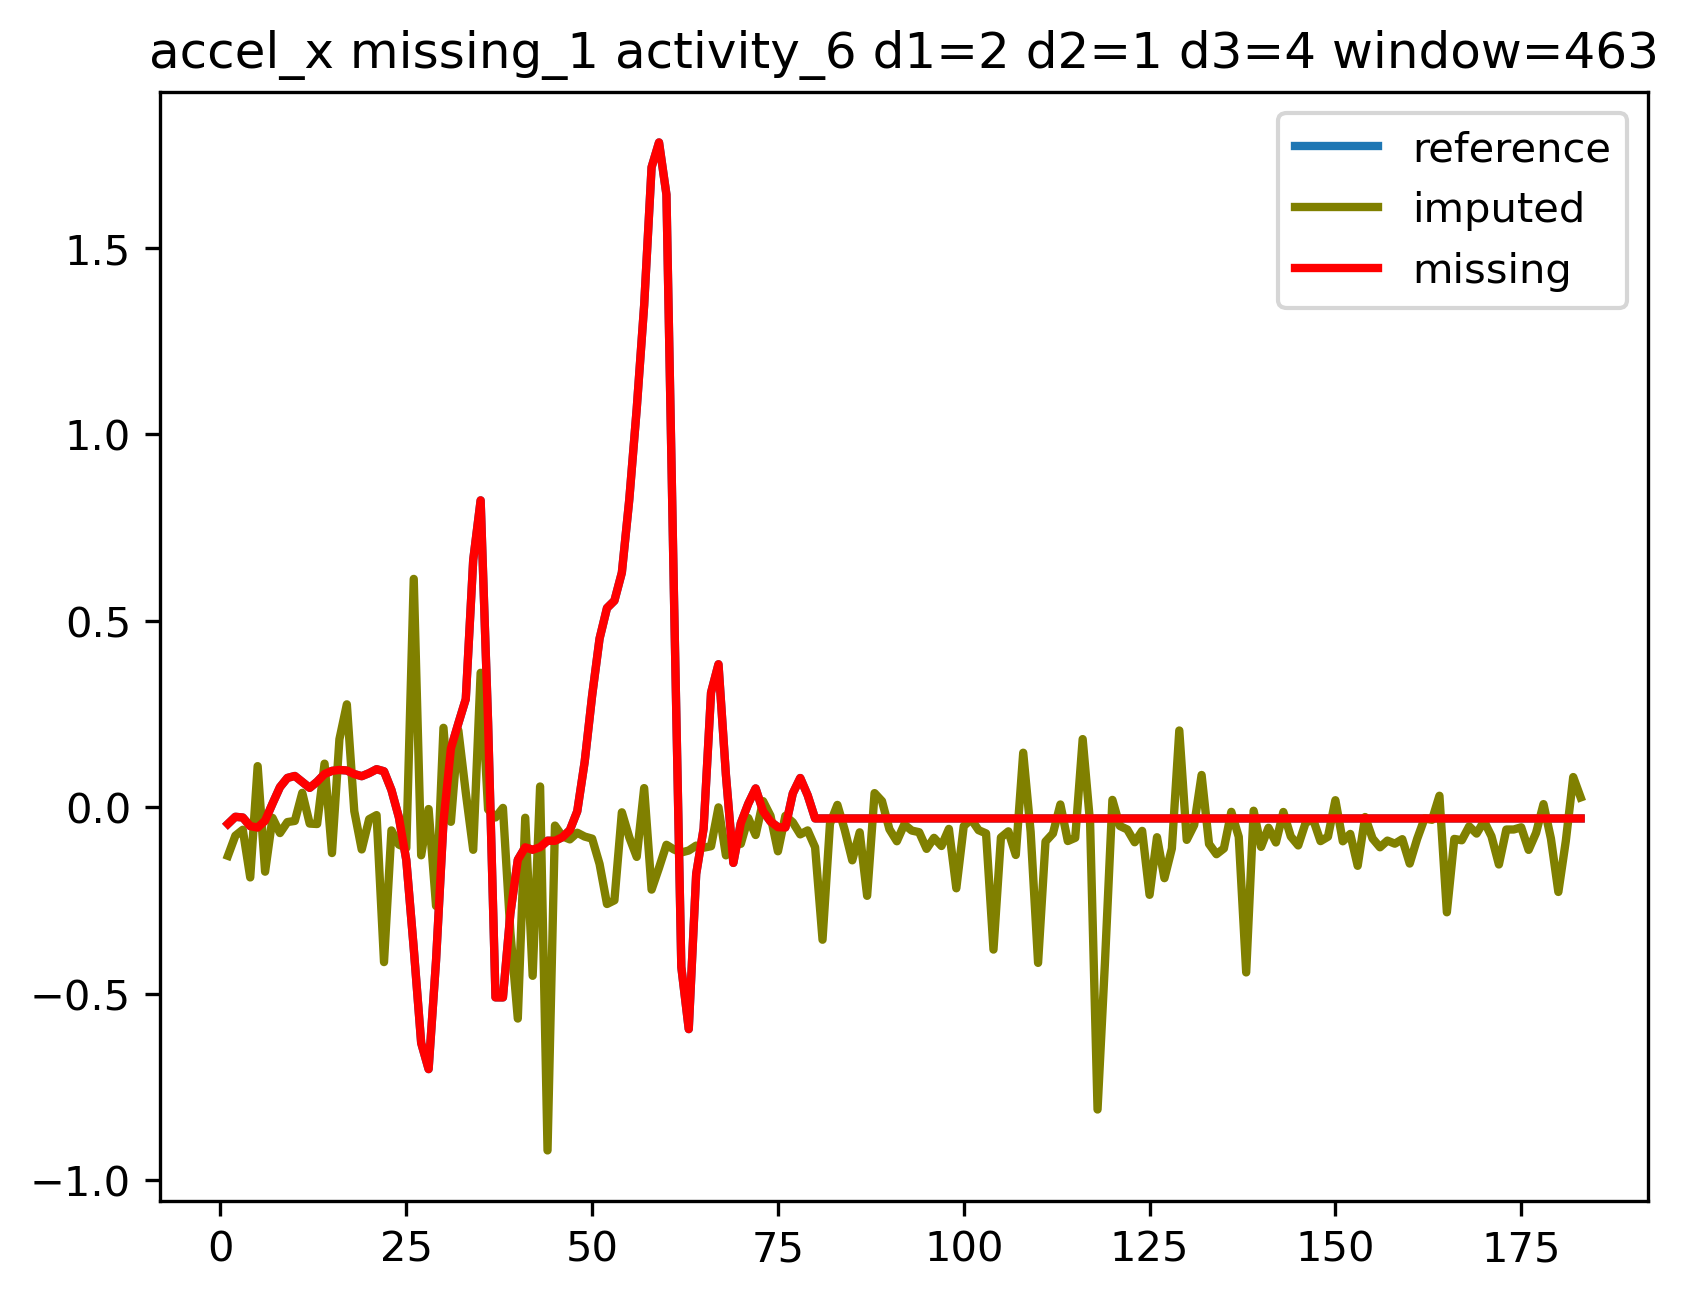 accel_x missing_1 activity_6 d1=2 d2=1 d3=4 window=463
reference
imputed
missing
1.5
1.0
0.5
0.0
−0.5
−1.0
0 25 50 75 100 125 150 175